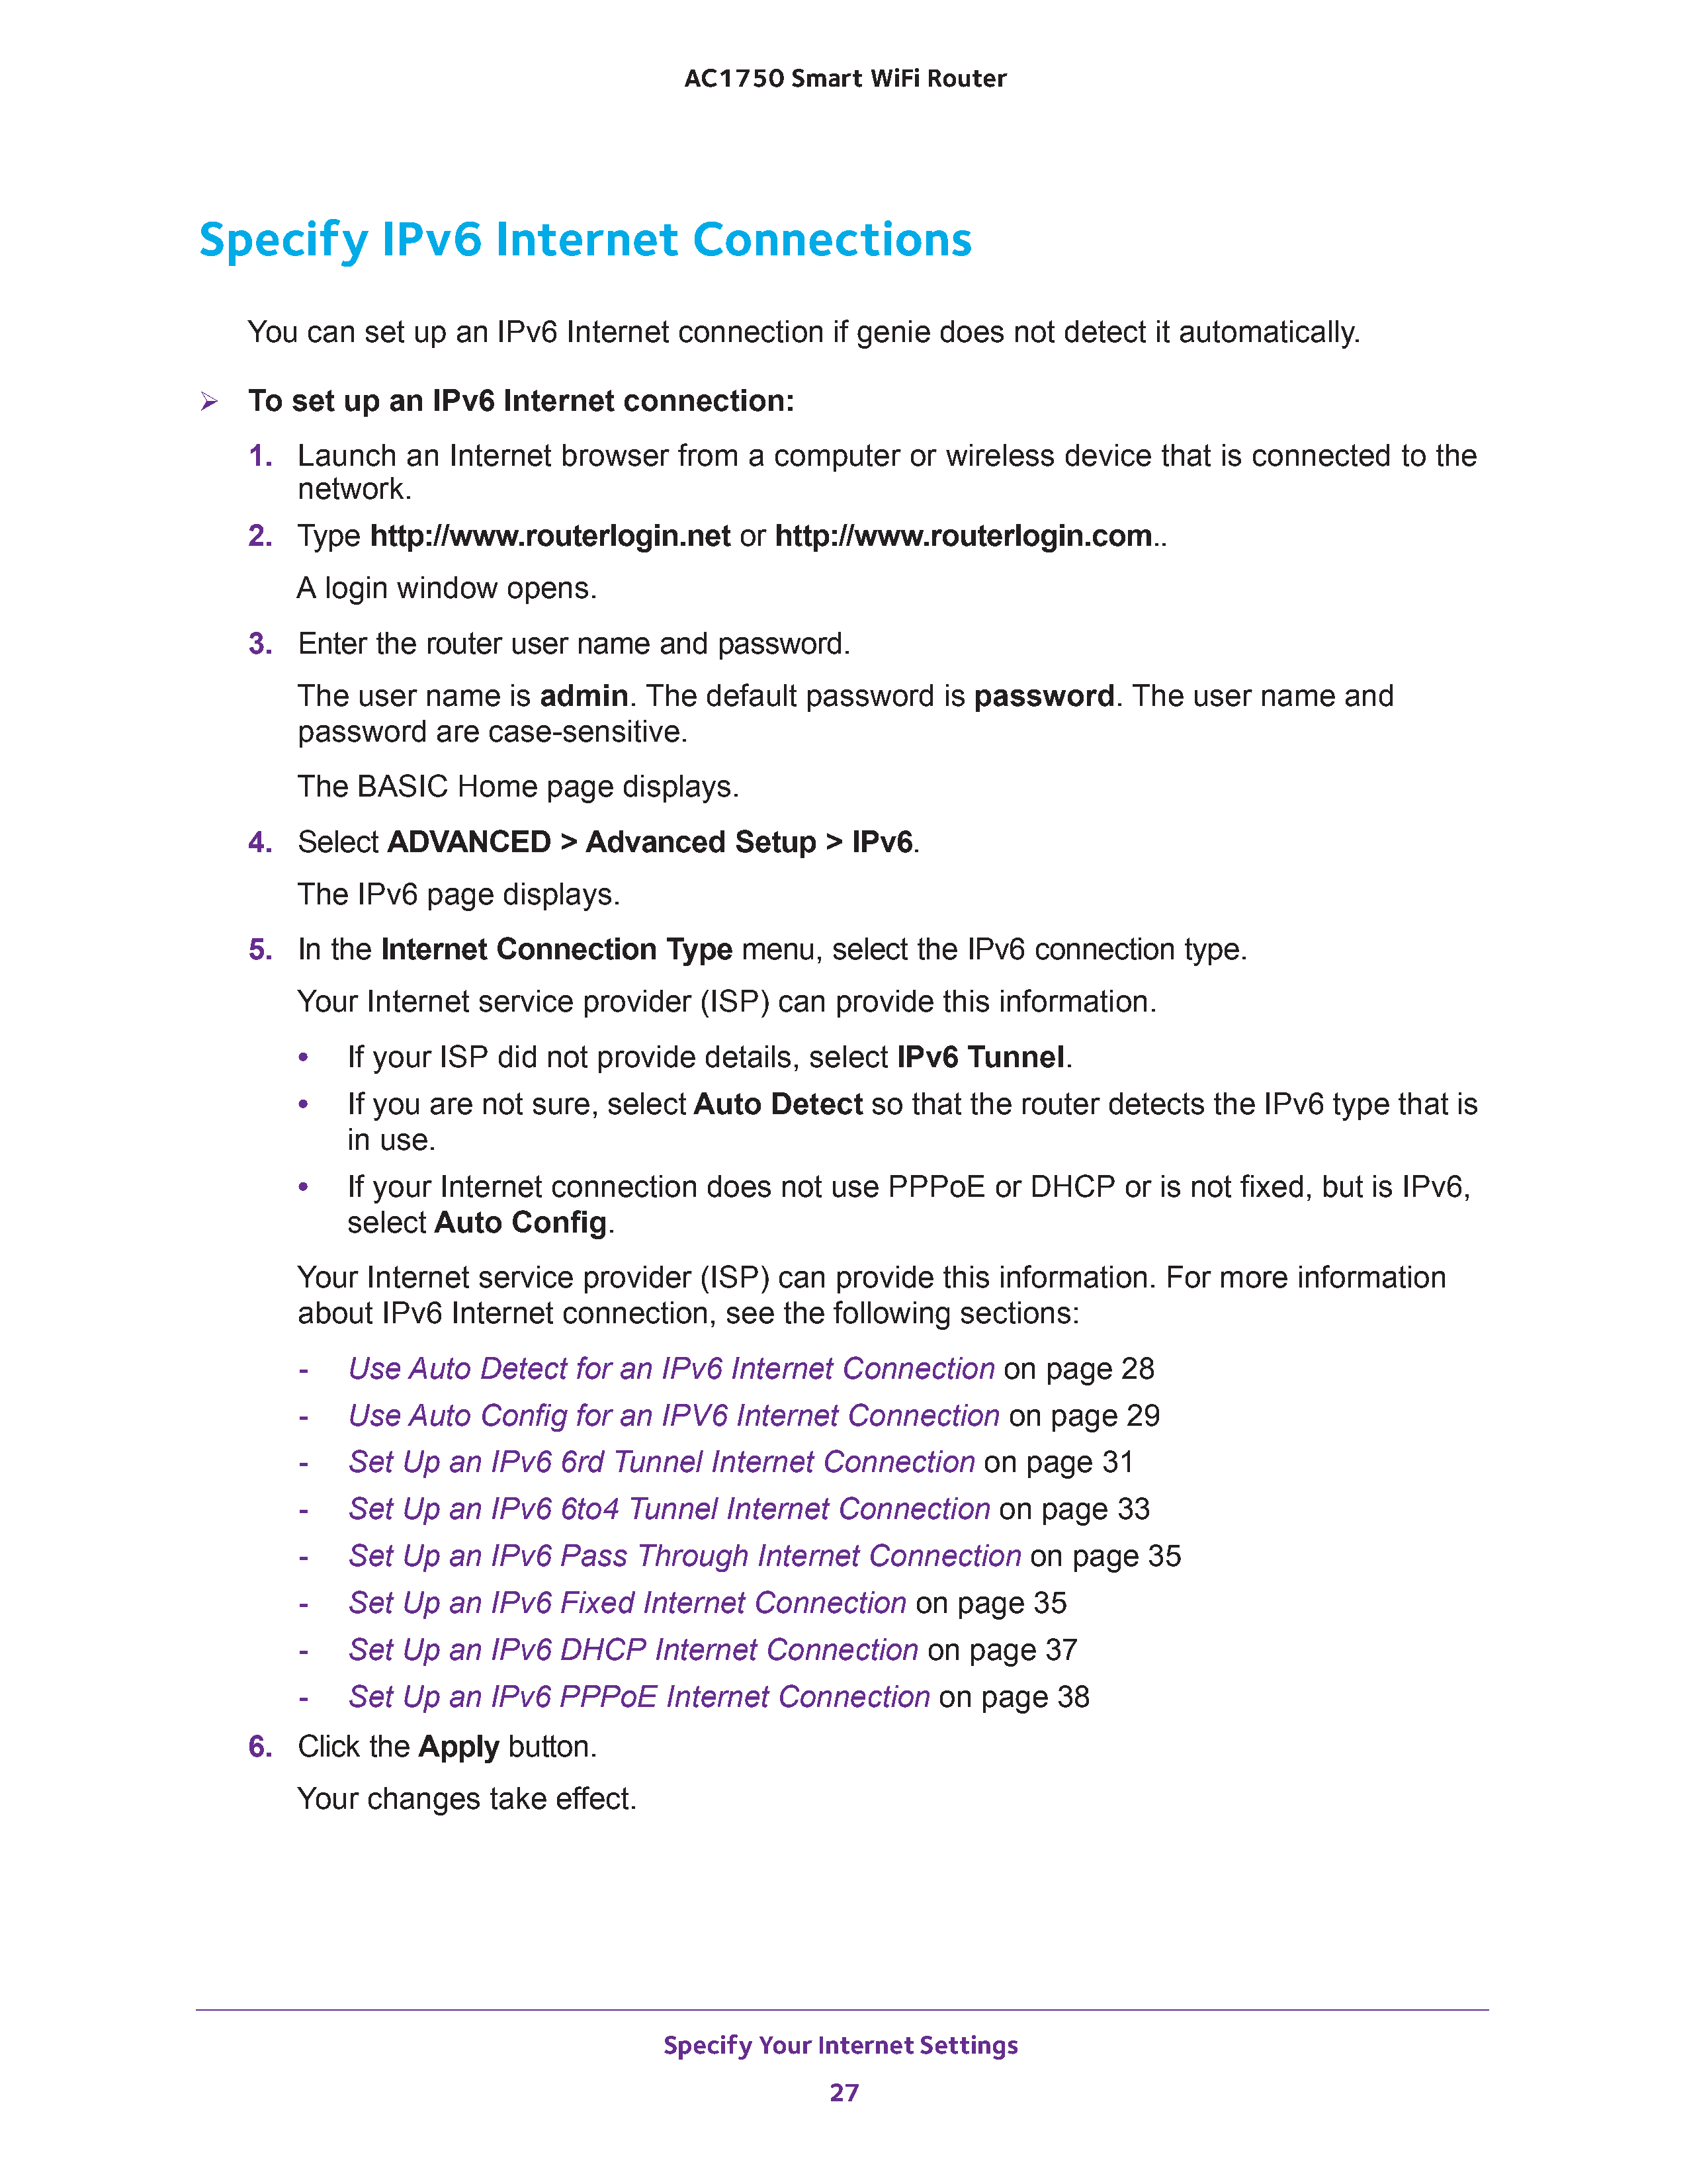 AC1750 Smart WiFi Router
Specify IPv6 Internet Connections
You can set up an IPv6 Internet connection if genie does not detect it automatically.
➢ To set up an IPv6 Internet connection:
1. Launch an Internet browser from a computer or wireless device that is connected to the
network.
2. Type http://www.routerlogin.net or http://www.routerlogin.com..
A login window opens.
3. Enter the router user name and password.
The user name is admin. The default password is password. The user name and
password are case-sensitive.
The BASIC Home page displays.
4. Select ADVANCED > Advanced Setup > IPv6.
The IPv6 page displays.
5. In the Internet Connection Type menu, select the IPv6 connection type.
Your Internet service provider (ISP) can provide this information.
• If your ISP did not provide details, select IPv6 Tunnel.
• If you are not sure, select Auto Detect so that the router detects the IPv6 type that is
in use.
• If your Internet connection does not use PPPoE or DHCP or is not fixed, but is IPv6,
select Auto Config.
Your Internet service provider (ISP) can provide this information. For more information
about IPv6 Internet connection, see the following sections:
- Use Auto Detect for an IPv6 Internet Connection on page 28
- Use Auto Config for an IPV6 Internet Connection on page 29
- Set Up an IPv6 6rd Tunnel Internet Connection on page 31
- Set Up an IPv6 6to4 Tunnel Internet Connection on page 33
- Set Up an IPv6 Pass Through Internet Connection on page 35
- Set Up an IPv6 Fixed Internet Connection on page 35
- Set Up an IPv6 DHCP Internet Connection on page 37
- Set Up an IPv6 PPPoE Internet Connection on page 38
6. Click the Apply button.
Your changes take effect.
Specify Your Internet Settings
27